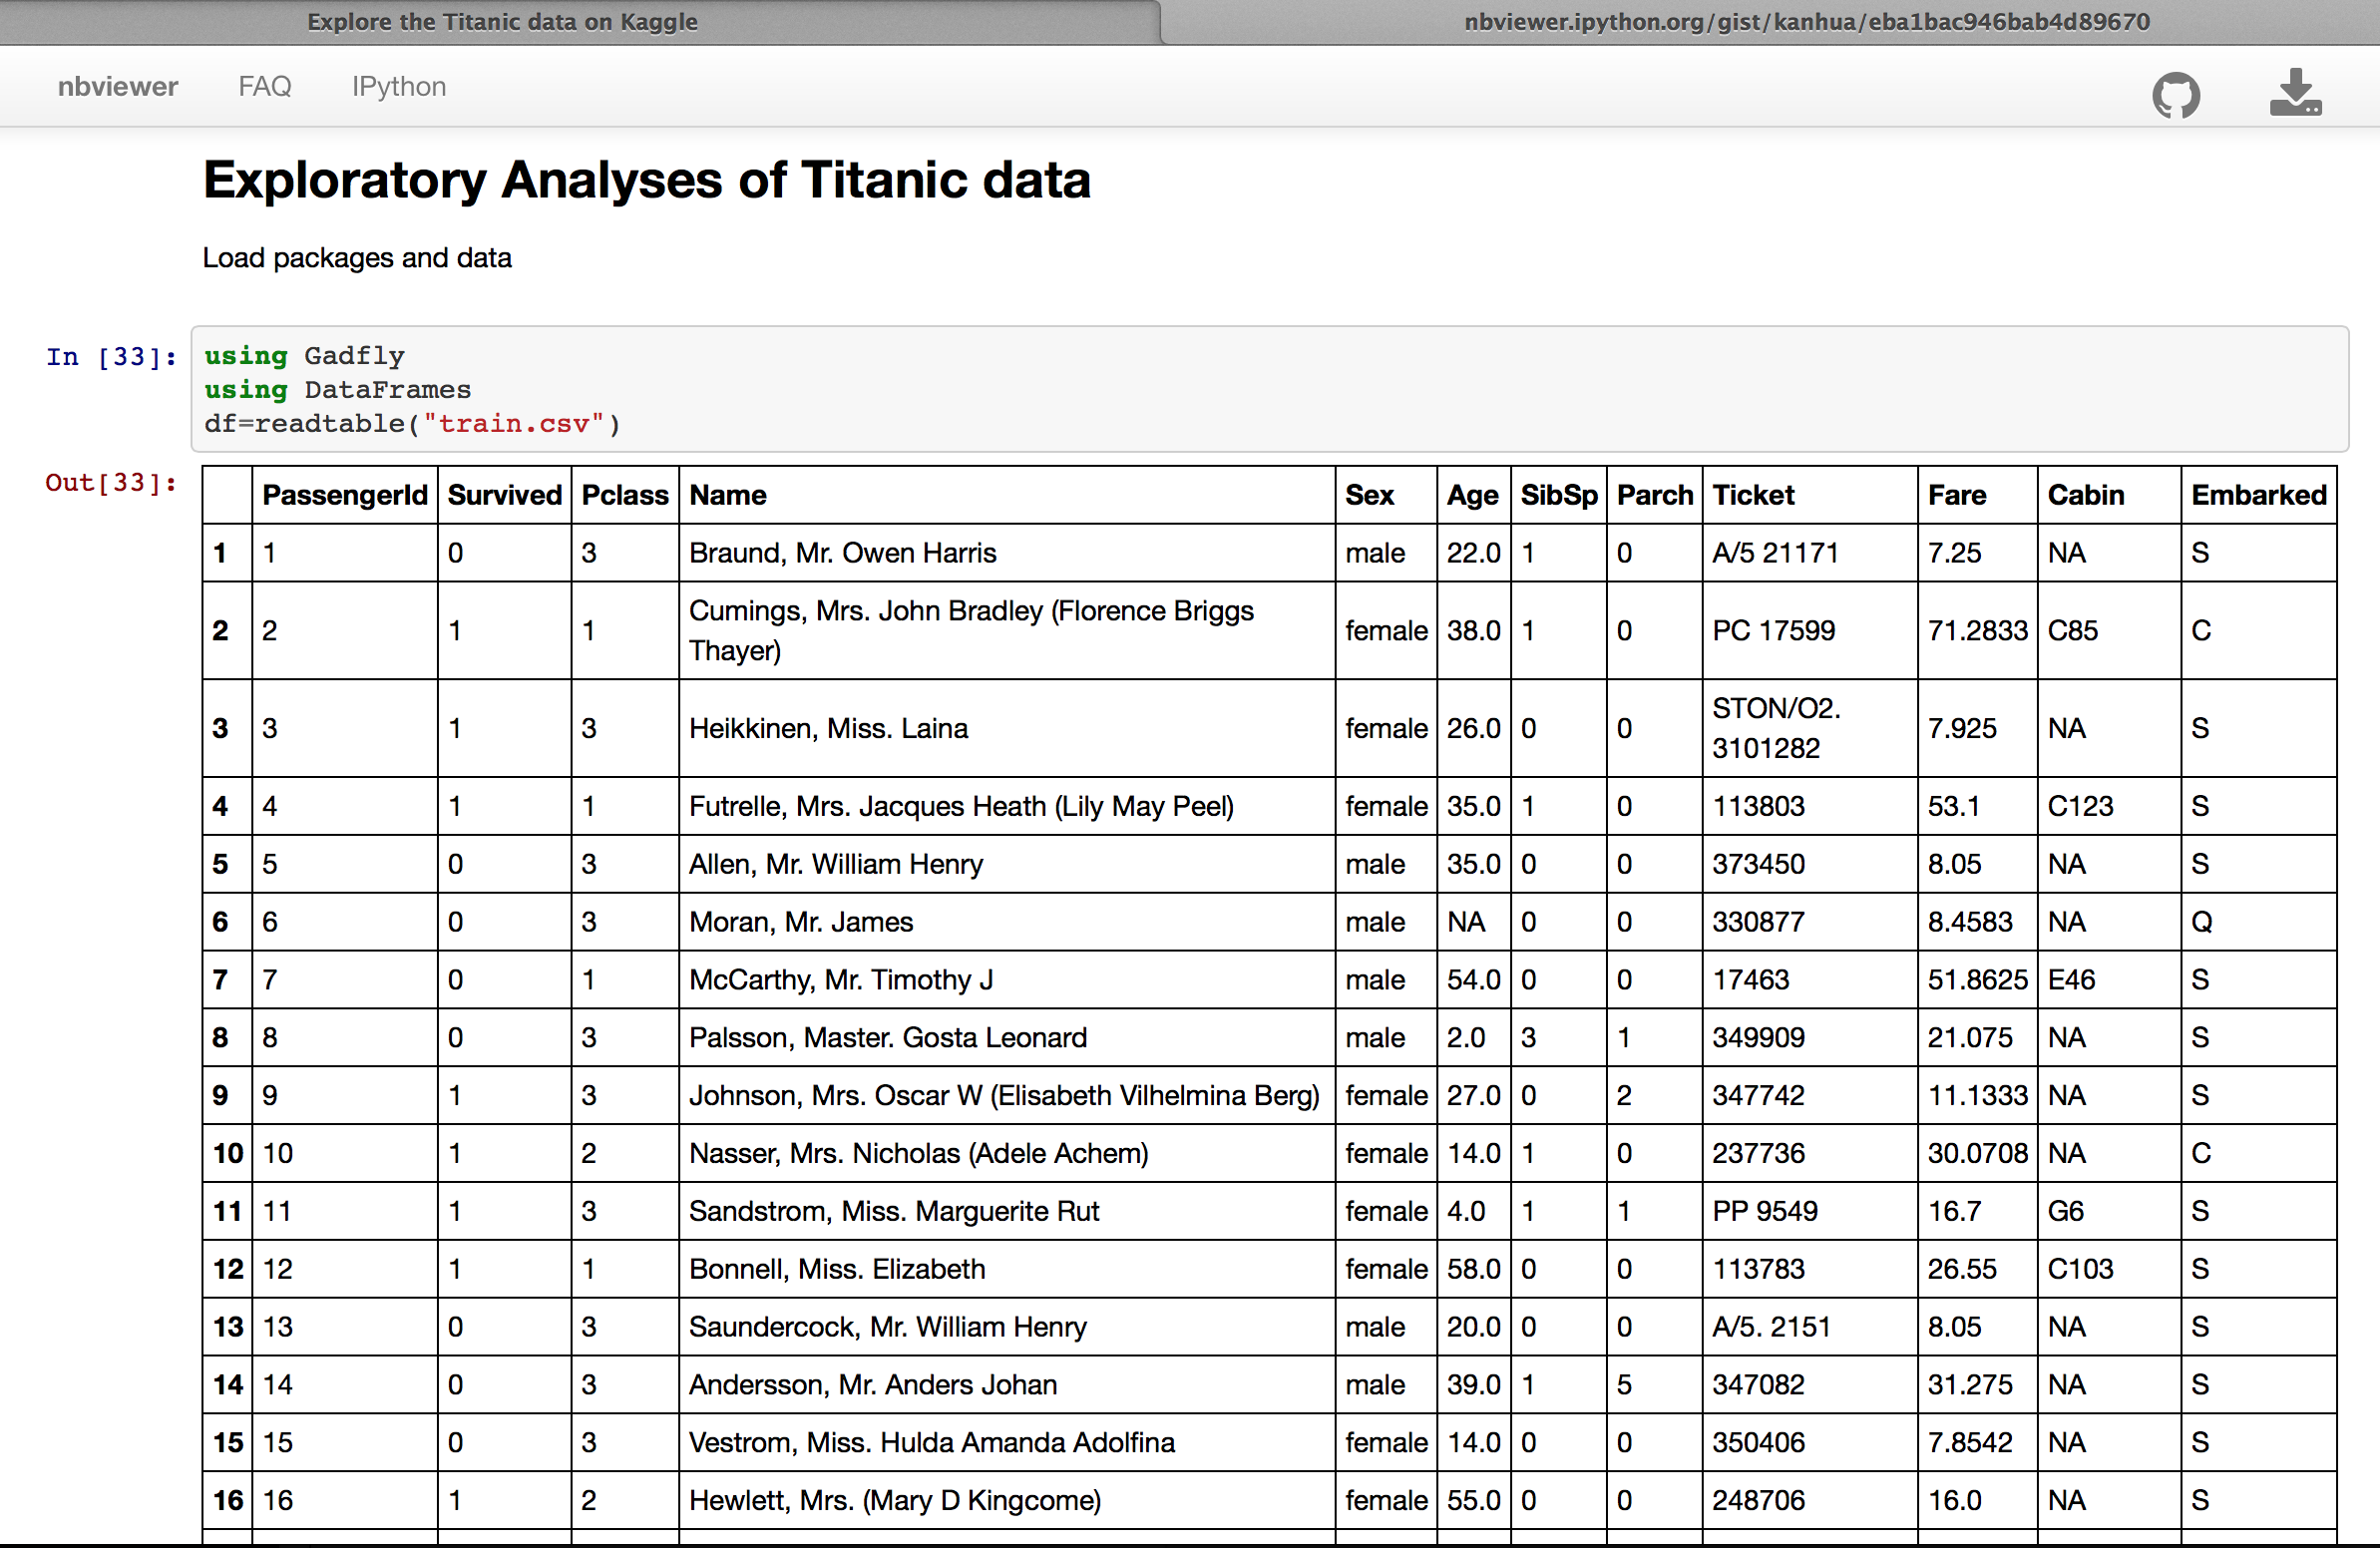 Explore the Titanic data on Kaggle
nbviewer.ipython.org/gist/kanhua/eba1bac946bab4d89670
nbviewer FAQ IPython
Exploratory Analyses of Titanic data
Load packages and data
In [33]:
using Gadfly
using DataFrames
df=readtable("train.csv")
Out[33]:
PassengerId Survived Pclass Name Sex Age SibSp Parch Ticket Fare Cabin Embarked
1 1 0 3 Braund, Mr. Owen Harris male 22.0 1 0 A/5 21171 7.25 NA S
2 2 1 1 Cumings, Mrs. John Bradley (Florence Briggs
Thayer) female 38.0 1 0 PC 17599 71.2833 C85 C
3 3 1 3 Heikkinen, Miss. Laina female 26.0 0 0 STON/O2.
3101282 7.925 NA S
4 4 1 1 Futrelle, Mrs. Jacques Heath (Lily May Peel) female 35.0 1 0 113803 53.1 C123 S
5 5 0 3 Allen, Mr. William Henry male 35.0 0 0 373450 8.05 NA S
6 6 0 3 Moran, Mr. James male NA 0 0 330877 8.4583 NA Q
7 7 0 1 McCarthy, Mr. Timothy J male 54.0 0 0 17463 51.8625 E46 S
8 8 0 3 Palsson, Master. Gosta Leonard male 2.0 3 1 349909 21.075 NA S
9 9 1 3 Johnson, Mrs. Oscar W (Elisabeth Vilhelmina Berg) female 27.0 0 2 347742 11.1333 NA S
10 10 1 2 Nasser, Mrs. Nicholas (Adele Achem) female 14.0 1 0 237736 30.0708 NA C
11 11 1 3 Sandstrom, Miss. Marguerite Rut female 4.0 1 1 PP 9549 16.7 G6 S
12 12 1 1 Bonnell, Miss. Elizabeth female 58.0 0 0 113783 26.55 C103 S
13 13 0 3 Saundercock, Mr. William Henry male 20.0 0 0 A/5. 2151 8.05 NA S
14 14 0 3 Andersson, Mr. Anders Johan male 39.0 1 5 347082 31.275 NA S
15 15 0 3 Vestrom, Miss. Hulda Amanda Adolfina female 14.0 0 0 350406 7.8542 NA S
16 16 1 2 Hewlett, Mrs. (Mary D Kingcome) female 55.0 0 0 248706 16.0 NA S